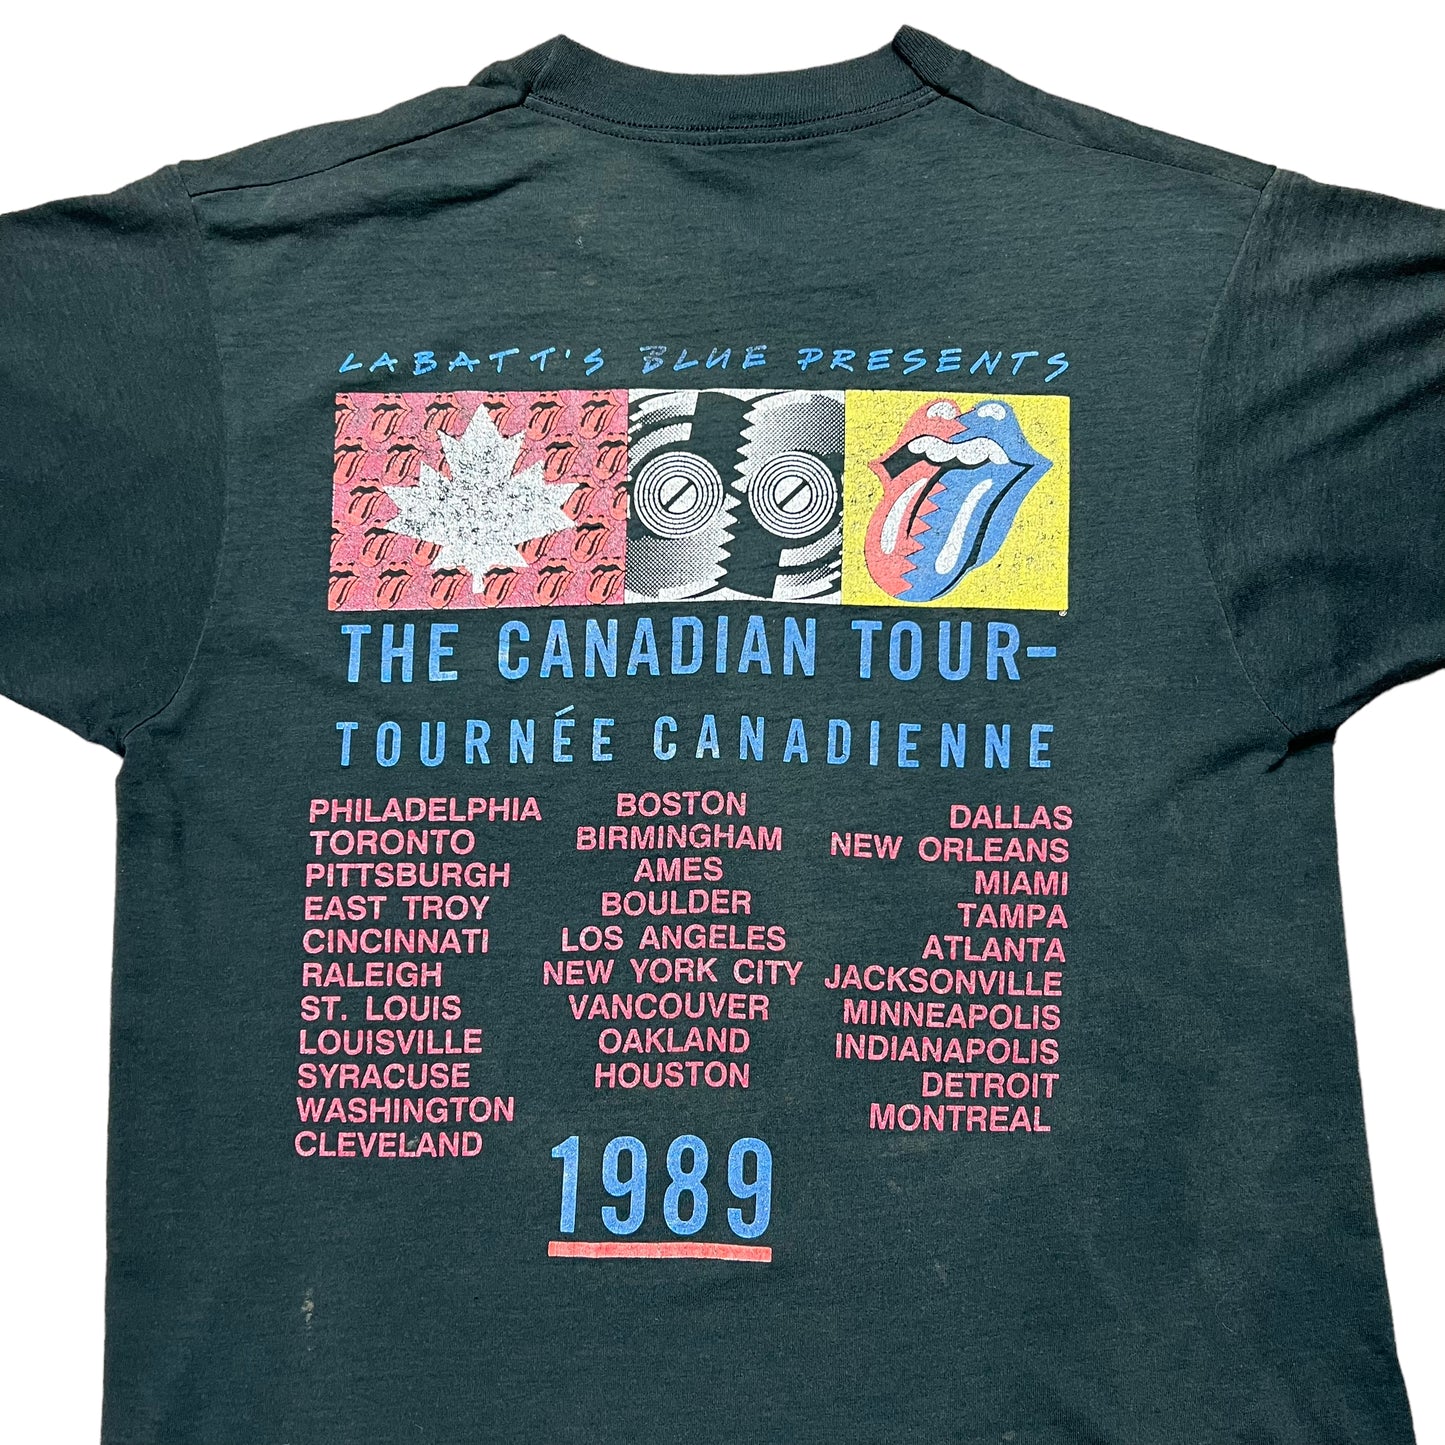 LABATT'S BLUE PRESENTS
THE CANADIAN TOUR–
TOURNÉE CANADIENNE
PHILADELPHIA
TORONTO
PITTSBURGH
EAST TROY
CINCINNATI
RALEIGH
ST. LOUIS
LOUISVILLE
SYRACUSE
WASHINGTON
CLEVELAND
BOSTON
BIRMINGHAM
AMES
BOULDER
LOS ANGELES
NEW YORK CITY
VANCOUVER
OAKLAND
HOUSTON
DALLAS
NEW ORLEANS
MIAMI
TAMPA
ATLANTA
JACKSONVILLE
MINNEAPOLIS
INDIANAPOLIS
DETROIT
MONTREAL
1989